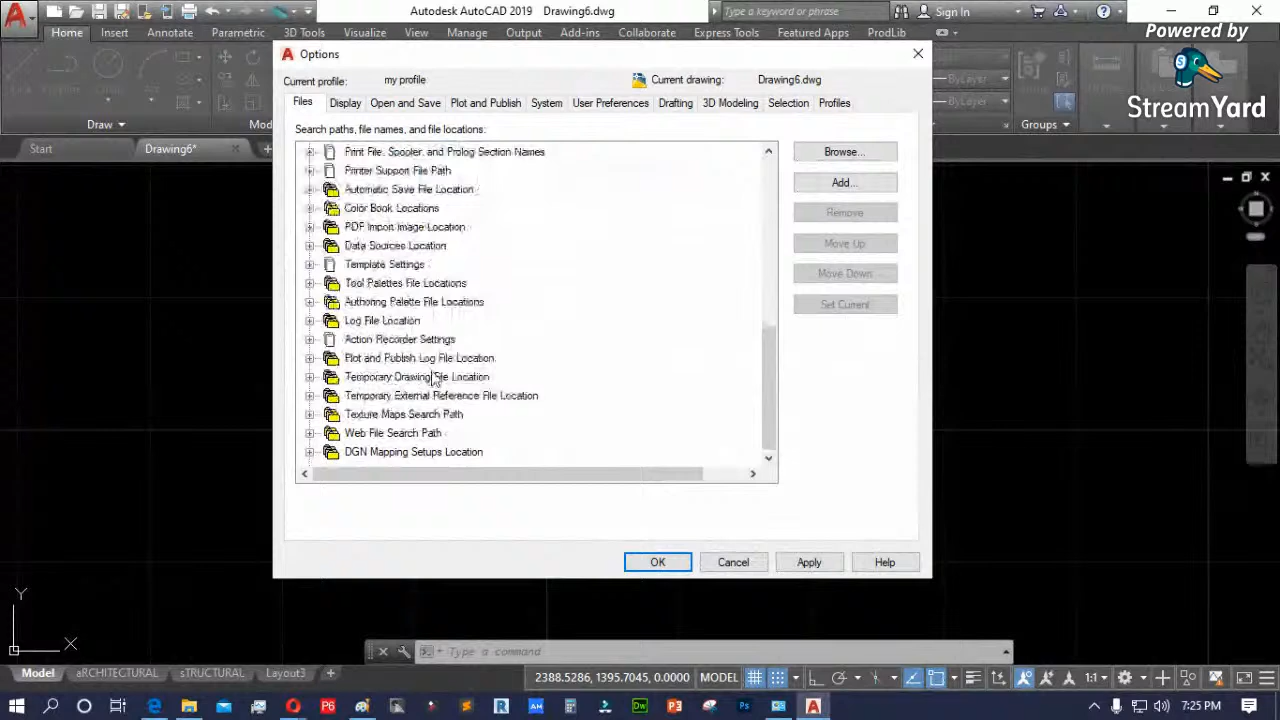 Autodesk AutoCAD 2019 Drawing6.dwg
Type a keyword or phrase
Sign In
Powered by
StreamYard
Home Insert Annotate Parametric 3D Tools Visualize View Manage Output Add-ins Collaborate Express Tools Featured Apps ProdLib
Options
Current profile: my profile Current drawing: Drawing6.dwg
Files Display Open and Save Plot and Publish System User Preferences Drafting 3D Modeling Selection Profiles
Draw
Groups
Search paths, file names, and file locations:
Start Drawing6*
Print File, Spooler, and Prolog Section Names
Printer Support File Path
Automatic Save File Location
Color Book Locations
PDF Import Image Location
Data Sources Location
Template Settings
Tool Palettes File Locations
Authoring Palette File Locations
Log File Location
Action Recorder Settings
Plot and Publish Log File Location
Temporary Drawing File Location
Temporary External Reference File Location
Texture Maps Search Path
Web File Search Path
DGN Mapping Setups Location
Browse...
Add...
Remove
Move Up
Move Down
Set Current
OK Cancel Apply Help
Y
X
Type a command
Model eRCHITECTURAL sTRUCTURAL Layout3
2388.5286, 1395.7045, 0.0000 MODEL
1:1
7:25 PM